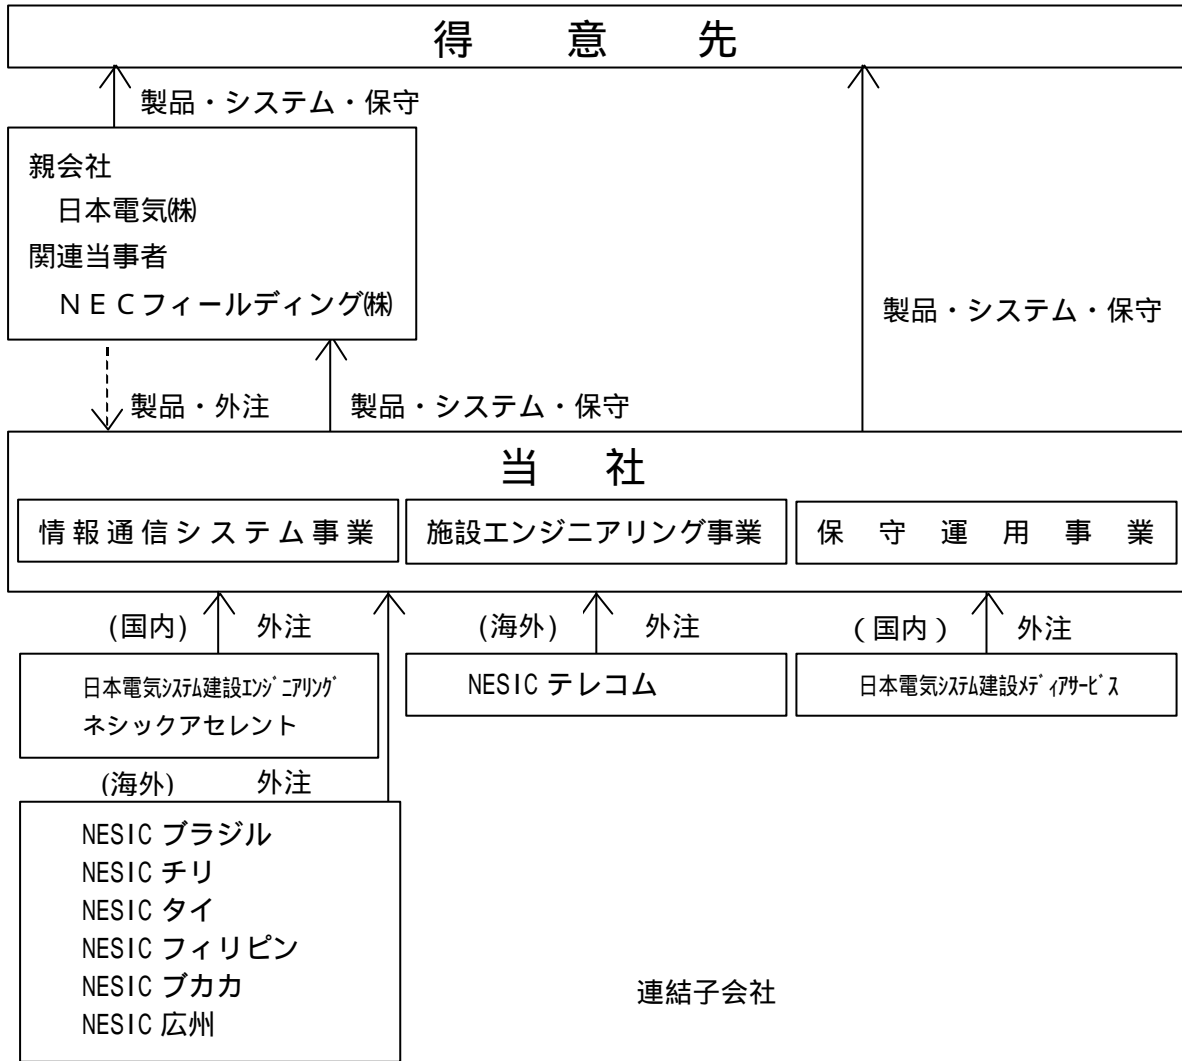 得意先
製品・システム・保守
親会社
日本電気㈱
関連当事者
ＮＥＣフィールディング㈱
製品・システム・保守
製品・外注
製品・システム・保守
当社
情報通信システム事業
施設エンジニアリング事業
保守運用事業
(国内) 外注
(海外) 外注
(国内) 外注
日本電気ｼｽﾃﾑ建設ｴﾝｼﾞﾆｱﾘﾝｸﾞ
ネシックアセレント
NESIC テレコム
日本電気ｼｽﾃﾑ建設ﾒﾃﾞｨｱｻｰﾋﾞｽ
(海外) 外注
NESIC ブラジル
NESIC チリ
NESIC タイ
NESIC フィリピン
NESIC ブカカ
NESIC 広州
連結子会社